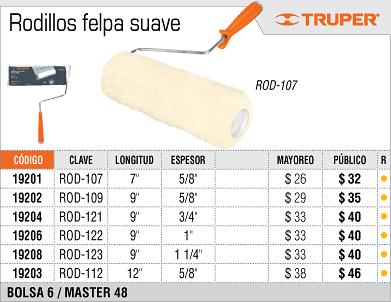 Rodillos felpa suave
TRUPER®
ROD-107
CÓDIGO CLAVE LONGITUD ESPESOR MAYOREO PÚBLICO R
19201 ROD-107 7" 5/8" $ 26 $ 32
19202 ROD-109 9" 5/8" $ 29 $ 35
19204 ROD-121 9" 3/4" $ 33 $ 40
19206 ROD-122 9" 1" $ 33 $ 40
19208 ROD-123 9" 1 1/4" $ 33 $ 40
19203 ROD-112 12" 5/8" $ 38 $ 46
BOLSA 6 / MASTER 48